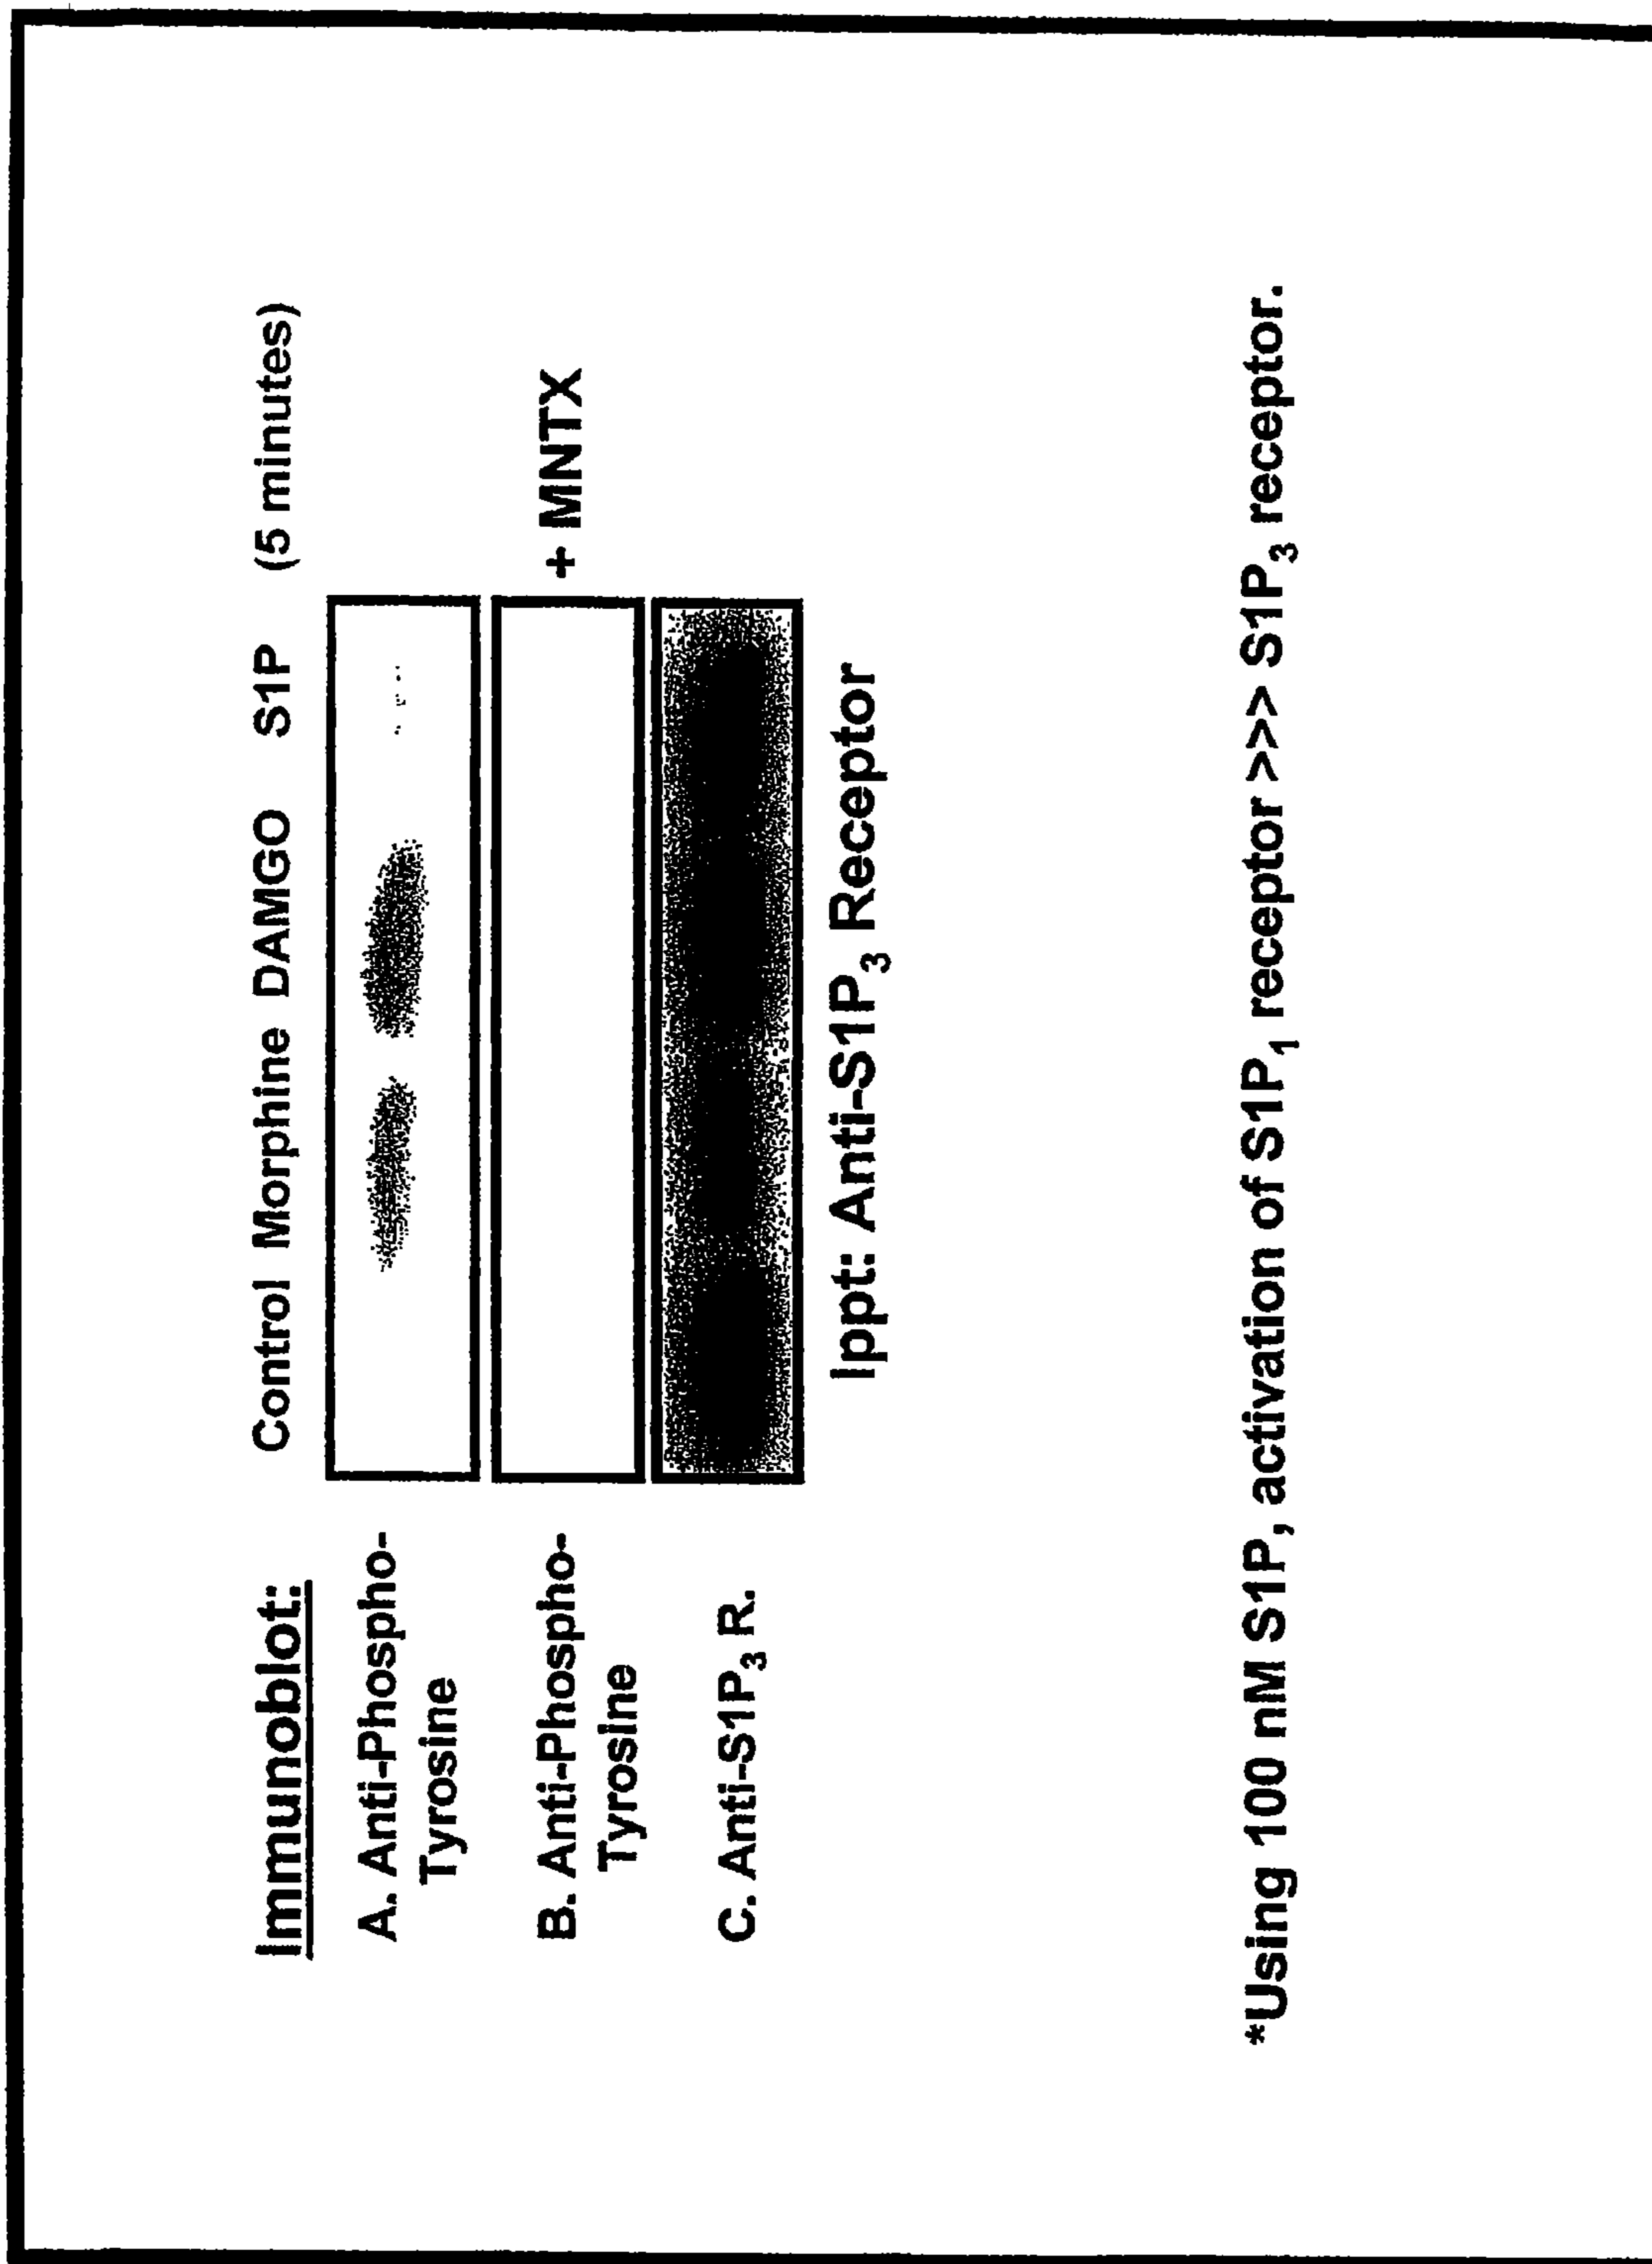 Control Morphine DAMGO S1P (5 minutes)
Immunoblot:
A. Anti-Phospho-
Tyrosine
B. Anti-Phospho-
Tyrosine
+ MNTX
C. Anti-S1P₃ R.
Ippt: Anti-S1P₃ Receptor
*Using 100 nM S1P, activation of S1P₁ receptor >>> S1P₃ receptor.